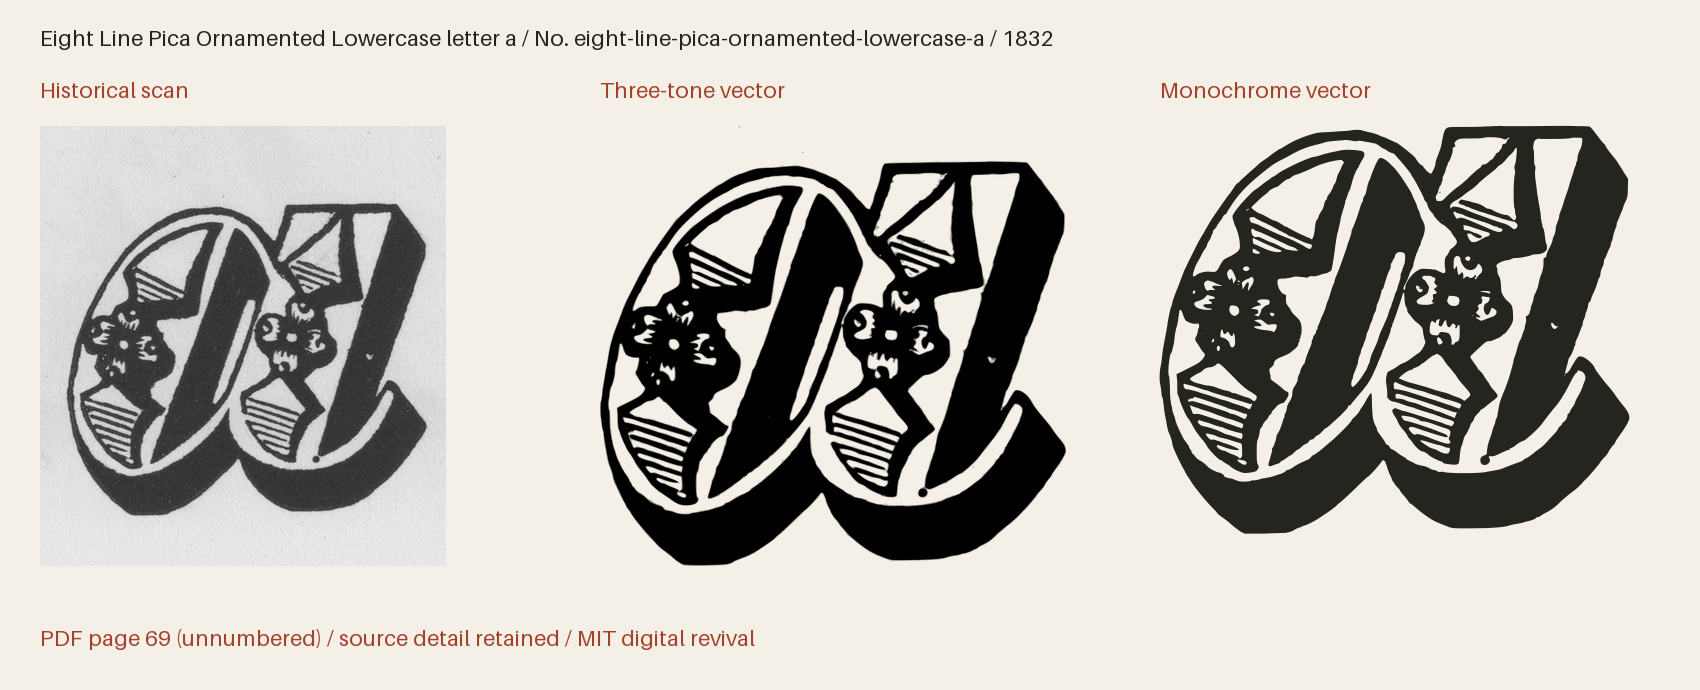 Eight Line Pica Ornamented Lowercase letter a / No. eight-line-pica-ornamented-lowercase-a / 1832
Historical scan
Three-tone vector
Monochrome vector
a
a
a
PDF page 69 (unnumbered) / source detail retained / MIT digital revival